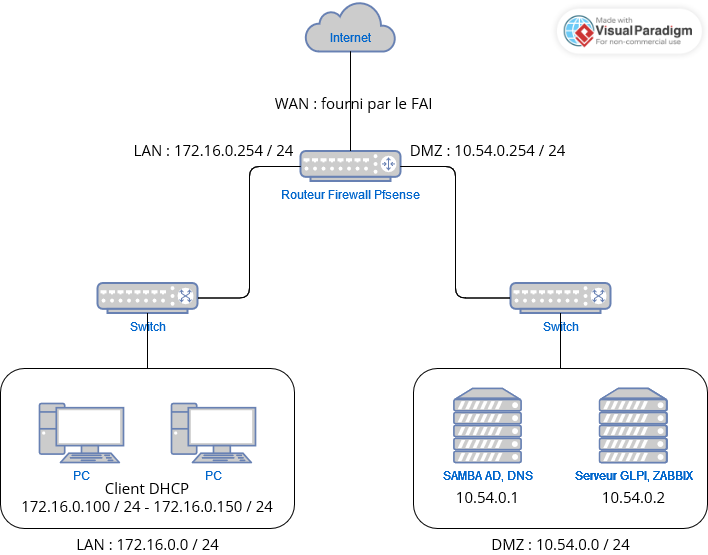 Made with
VisualParadigm
For non-commercial use
Internet
WAN : fourni par le FAI
LAN : 172.16.0.254 / 24
DMZ : 10.54.0.254 / 24
Routeur Firewall Pfsense
Switch
Switch
PC
PC
Client DHCP
172.16.0.100 / 24 - 172.16.0.150 / 24
LAN : 172.16.0.0 / 24
SAMBA AD, DNS
10.54.0.1
Serveur GLPI, ZABBIX
10.54.0.2
DMZ : 10.54.0.0 / 24